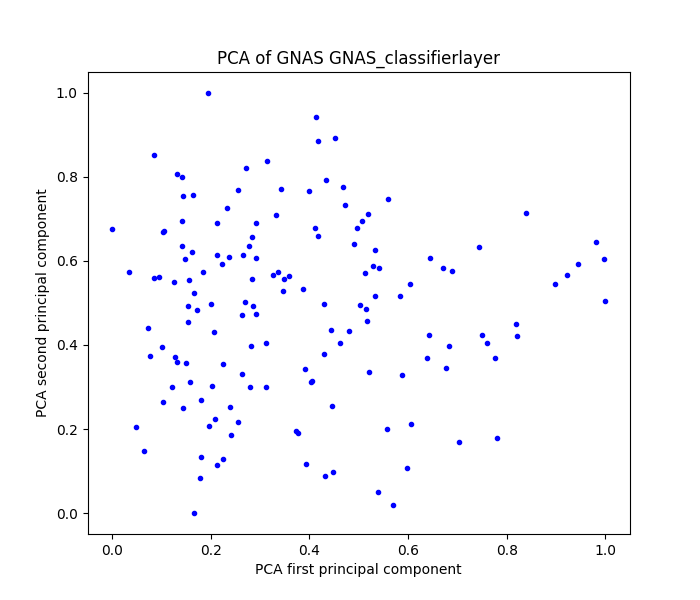 PCA of GNAS GNAS_classifierlayer
1.0
0.8
0.6
0.4
0.2
0.0
PCA second principal component
0.0 0.2 0.4 0.6 0.8 1.0
PCA first principal component